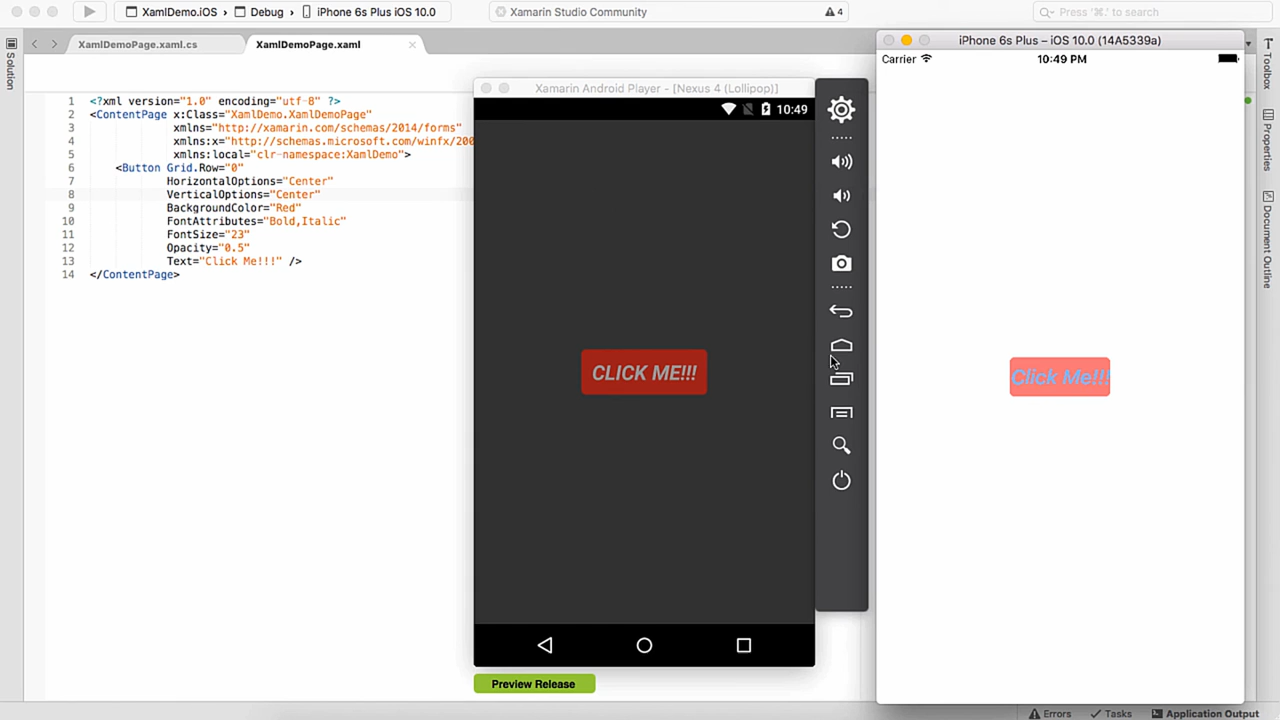 XamlDemo.iOS > Debug > iPhone 6s Plus iOS 10.0
Xamarin Studio Community
4
Press '⌘.' to search
Solution
XamlDemoPage.xaml.cs
XamlDemoPage.xaml
1 <?xml version="1.0" encoding="utf-8" ?>
2 <ContentPage x:Class="XamlDemo.XamlDemoPage"
3 xmlns="http://xamarin.com/schemas/2014/forms"
4 xmlns:x="http://schemas.microsoft.com/winfx/200
5 xmlns:local="clr-namespace:XamlDemo">
6 <Button Grid.Row="0"
7 HorizontalOptions="Center"
8 VerticalOptions="Center"
9 BackgroundColor="Red"
10 FontAttributes="Bold,Italic"
11 FontSize="23"
12 Opacity="0.5"
13 Text="Click Me!!!" />
14 </ContentPage>
Xamarin Android Player - [Nexus 4 (Lollipop)]
10:49
CLICK ME!!!
Preview Release
iPhone 6s Plus – iOS 10.0 (14A5339a)
Carrier
10:49 PM
Click Me!!!
Toolbox
Properties
Document Outline
Errors
Tasks
Application Output